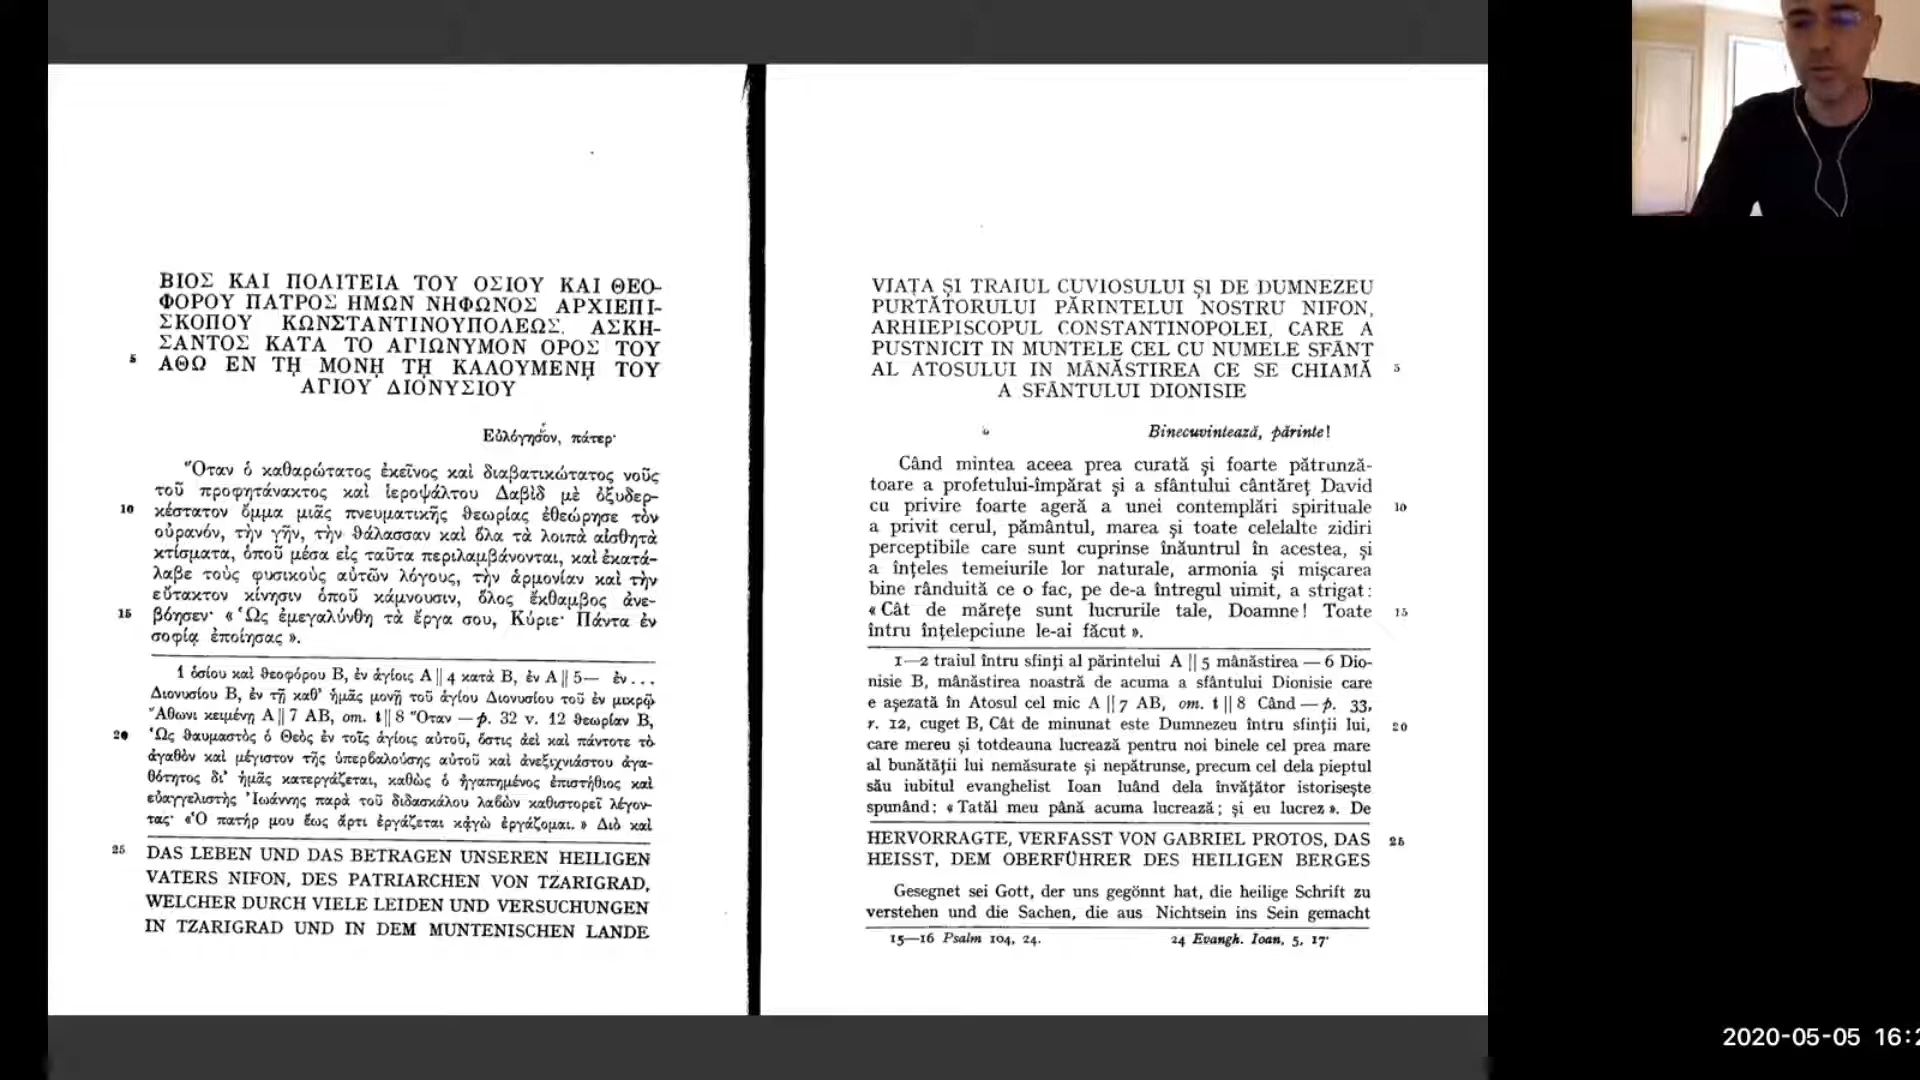 ΒΙΟΣ ΚΑΙ ΠΟΛΙΤΕΙΑ ΤΟΥ ΟΣΙΟΥ ΚΑΙ ΘΕΟ-
ΦΟΡΟΥ ΠΑΤΡΟΣ ΗΜΩΝ ΝΗΦΩΝΟΣ ΑΡΧΙΕΠΙ-
ΣΚΟΠΟΥ ΚΩΝΣΤΑΝΤΙΝΟΥΠΟΛΕΩΣ, ΑΣΚΗ-
ΣΑΝΤΟΣ ΚΑΤΑ ΤΟ ΑΓΙΩΝΥΜΟΝ ΟΡΟΣ ΤΟΥ
5 ΑΘΩ ΕΝ ΤΗ ΜΟΝΗ ΤΗ ΚΑΛΟΥΜΕΝΗ ΤΟΥ
ΑΓΙΟΥ ΔΙΟΝΥΣΙΟΥ
Εὐλόγησον, πάτερ·
Ὅταν ὁ καθαρώτατος ἐκεῖνος καὶ διαβατικώτατος νοῦς
τοῦ προφητάνακτος καὶ ἱεροψάλτου Δαβὶδ μὲ ὀξυδερ-
10 κέστατον ὄμμα μιᾶς πνευματικῆς θεωρίας ἐθεώρησε τὸν
οὐρανόν, τὴν γῆν, τὴν θάλασσαν καὶ ὅλα τὰ λοιπὰ αἰσθητὰ
κτίσματα, ὁποῦ μέσα εἰς ταῦτα περιλαμβάνονται, καὶ ἐκατά-
λαβε τοὺς φυσικοὺς αὐτῶν λόγους, τὴν ἁρμονίαν καὶ τὴν
εὔτακτον κίνησιν ὁποῦ κάμνουσιν, ὅλος ἔκθαμβος ἀνε-
15 βόησεν· « Ὡς ἐμεγαλύνθη τὰ ἔργα σου, Κύριε· Πάντα ἐν
σοφίᾳ ἐποίησας ».
1 ὁσίου καὶ θεοφόρου B, ἐν ἁγίοις A || 4 κατὰ B, ἐν A || 5— ἐν...
Διονυσίου B, ἐν τῇ καθ' ἡμᾶς μονῇ τοῦ ἁγίου Διονυσίου τοῦ ἐν μικρῷ
Ἄθωνι κειμένῃ A || 7 AB, om. t || 8 Ὅταν — p. 32 v. 12 θεωρίαν B,
20 Ὡς θαυμαστὸς ὁ Θεὸς ἐν τοῖς ἁγίοις αὐτοῦ, ὅστις ἀεὶ καὶ πάντοτε τὸ
ἀγαθὸν καὶ μέγιστον τῆς ὑπερβαλούσης αὐτοῦ καὶ ἀνεξιχνιάστου ἀγα-
θότητος δι' ἡμᾶς κατεργάζεται, καθὼς ὁ ἠγαπημένος ἐπιστήθιος καὶ
εὐαγγελιστὴς Ἰωάννης παρὰ τοῦ διδασκάλου λαβὼν καθιστορεῖ λέγον-
τας· «Ὁ πατήρ μου ἕως ἄρτι ἐργάζεται κἀγὼ ἐργάζομαι.» Διὸ καὶ
25 DAS LEBEN UND DAS BETRAGEN UNSEREN HEILIGEN
VATERS NIFON, DES PATRIARCHEN VON TZARIGRAD,
WELCHER DURCH VIELE LEIDEN UND VERSUCHUNGEN
IN TZARIGRAD UND IN DEM MUNTENISCHEN LANDE
VIAȚA ȘI TRAIUL CUVIOSULUI ȘI DE DUMNEZEU
PURTĂTORULUI PĂRINTELUI NOSTRU NIFON,
ARHIEPISCOPUL CONSTANTINOPOLEI, CARE A
PUSTNICIT IN MUNTELE CEL CU NUMELE SFÂNT
AL ATOSULUI IN MÂNĂSTIREA CE SE CHIAMĂ 5
A SFÂNTULUI DIONISIE
Binecuvintează, părinte!
Când mintea aceea prea curată și foarte pătrunză-
toare a profetului-împărat și a sfântului cântăreț David
cu privire foarte ageră a unei contemplări spirituale 10
a privit cerul, pământul, marea și toate celelalte zidiri
perceptibile care sunt cuprinse înăuntrul în acestea, și
a înțeles temeiurile lor naturale, armonia și mișcarea
bine rânduită ce o fac, pe de-a întregul uimit, a strigat:
« Cât de mărețe sunt lucrurile tale, Doamne! Toate 15
întru înțelepciune le-ai făcut ».
1—2 traiul întru sfinți al părintelui A || 5 mânăstirea — 6 Dio-
nisie B, mânăstirea noastră de acuma a sfântului Dionisie care
e așezată în Atosul cel mic A || 7 AB, om. t || 8 Când — p. 33,
r. 12, cuget B, Cât de minunat este Dumnezeu întru sfinții lui, 20
care mereu și totdeauna lucrează pentru noi binele cel prea mare
al bunătății lui nemăsurate și nepătrunse, precum cel dela pieptul
său iubitul evanghelist Ioan luând dela învățător istorisește
spunând: « Tatăl meu până acuma lucrează; și eu lucrez ». De
HERVORRAGTE, VERFASST VON GABRIEL PROTOS, DAS 25
HEISST, DEM OBERFÜHRER DES HEILIGEN BERGES
Gesegnet sei Gott, der uns gegönnt hat, die heilige Schrift zu
verstehen und die Sachen, die aus Nichtsein ins Sein gemacht
15—16 Psalm 104, 24. 24 Evangh. Ioan, 5, 17·
2020-05-05 16:2